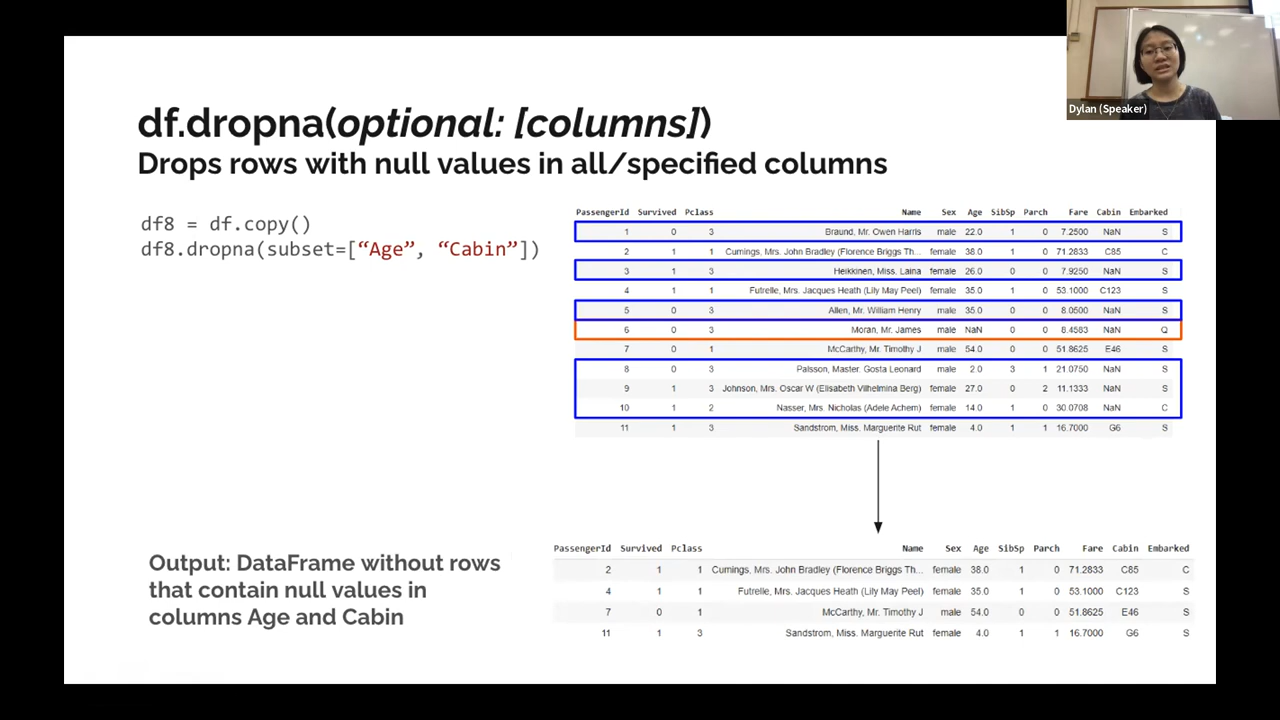 df.dropna(optional: [columns])
Drops rows with null values in all/specified columns
df8 = df.copy()
df8.dropna(subset=[“Age”, “Cabin”])
PassengerId Survived Pclass Name Sex Age SibSp Parch Fare Cabin Embarked
1 0 3 Braund, Mr. Owen Harris male 22.0 1 0 7.2500 NaN S
2 1 1 Cumings, Mrs. John Bradley (Florence Briggs Th... female 38.0 1 0 71.2833 C85 C
3 1 3 Heikkinen, Miss. Laina female 26.0 0 0 7.9250 NaN S
4 1 1 Futrelle, Mrs. Jacques Heath (Lily May Peel) female 35.0 1 0 53.1000 C123 S
5 0 3 Allen, Mr. William Henry male 35.0 0 0 8.0500 NaN S
6 0 3 Moran, Mr. James male NaN 0 0 8.4583 NaN Q
7 0 1 McCarthy, Mr. Timothy J male 54.0 0 0 51.8625 E46 S
8 0 3 Palsson, Master. Gosta Leonard male 2.0 3 1 21.0750 NaN S
9 1 3 Johnson, Mrs. Oscar W (Elisabeth Vilhelmina Berg) female 27.0 0 2 11.1333 NaN S
10 1 2 Nasser, Mrs. Nicholas (Adele Achem) female 14.0 1 0 30.0708 NaN C
11 1 3 Sandstrom, Miss. Marguerite Rut female 4.0 1 1 16.7000 G6 S
Output: DataFrame without rows
that contain null values in
columns Age and Cabin
PassengerId Survived Pclass Name Sex Age SibSp Parch Fare Cabin Embarked
2 1 1 Cumings, Mrs. John Bradley (Florence Briggs Th... female 38.0 1 0 71.2833 C85 C
4 1 1 Futrelle, Mrs. Jacques Heath (Lily May Peel) female 35.0 1 0 53.1000 C123 S
7 0 1 McCarthy, Mr. Timothy J male 54.0 0 0 51.8625 E46 S
11 1 3 Sandstrom, Miss. Marguerite Rut female 4.0 1 1 16.7000 G6 S
Dylan (Speaker)